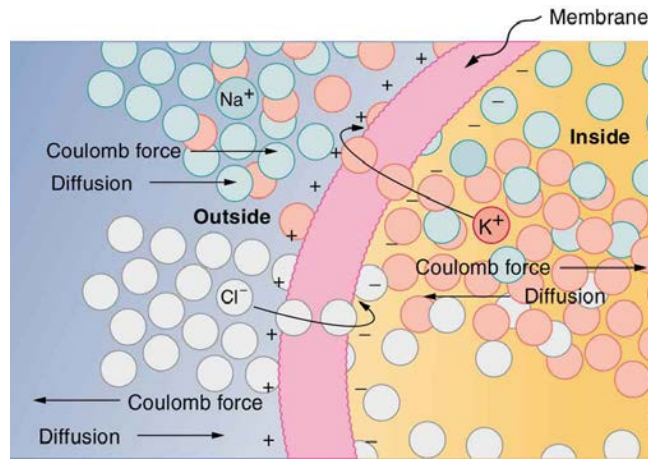 Membrane
Na+
Inside
Coulomb force
Diffusion
Outside
K+
Coulomb force
Cl−
Diffusion
Coulomb force
Diffusion